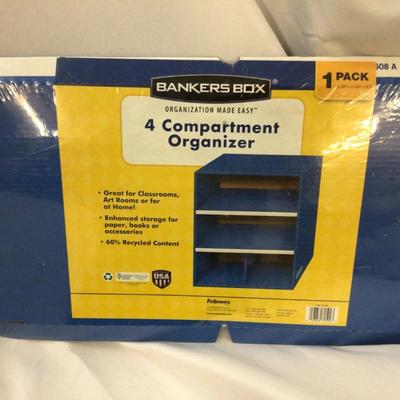 BANKERS BOX®
ORGANIZATION MADE EASY™
1 PACK
608 A
4 Compartment
Organizer
• Great for Classrooms,
Art Rooms or for
at Home!
• Enhanced storage for
paper, books or
accessories
• 60% Recycled Content
USA
Fellowes